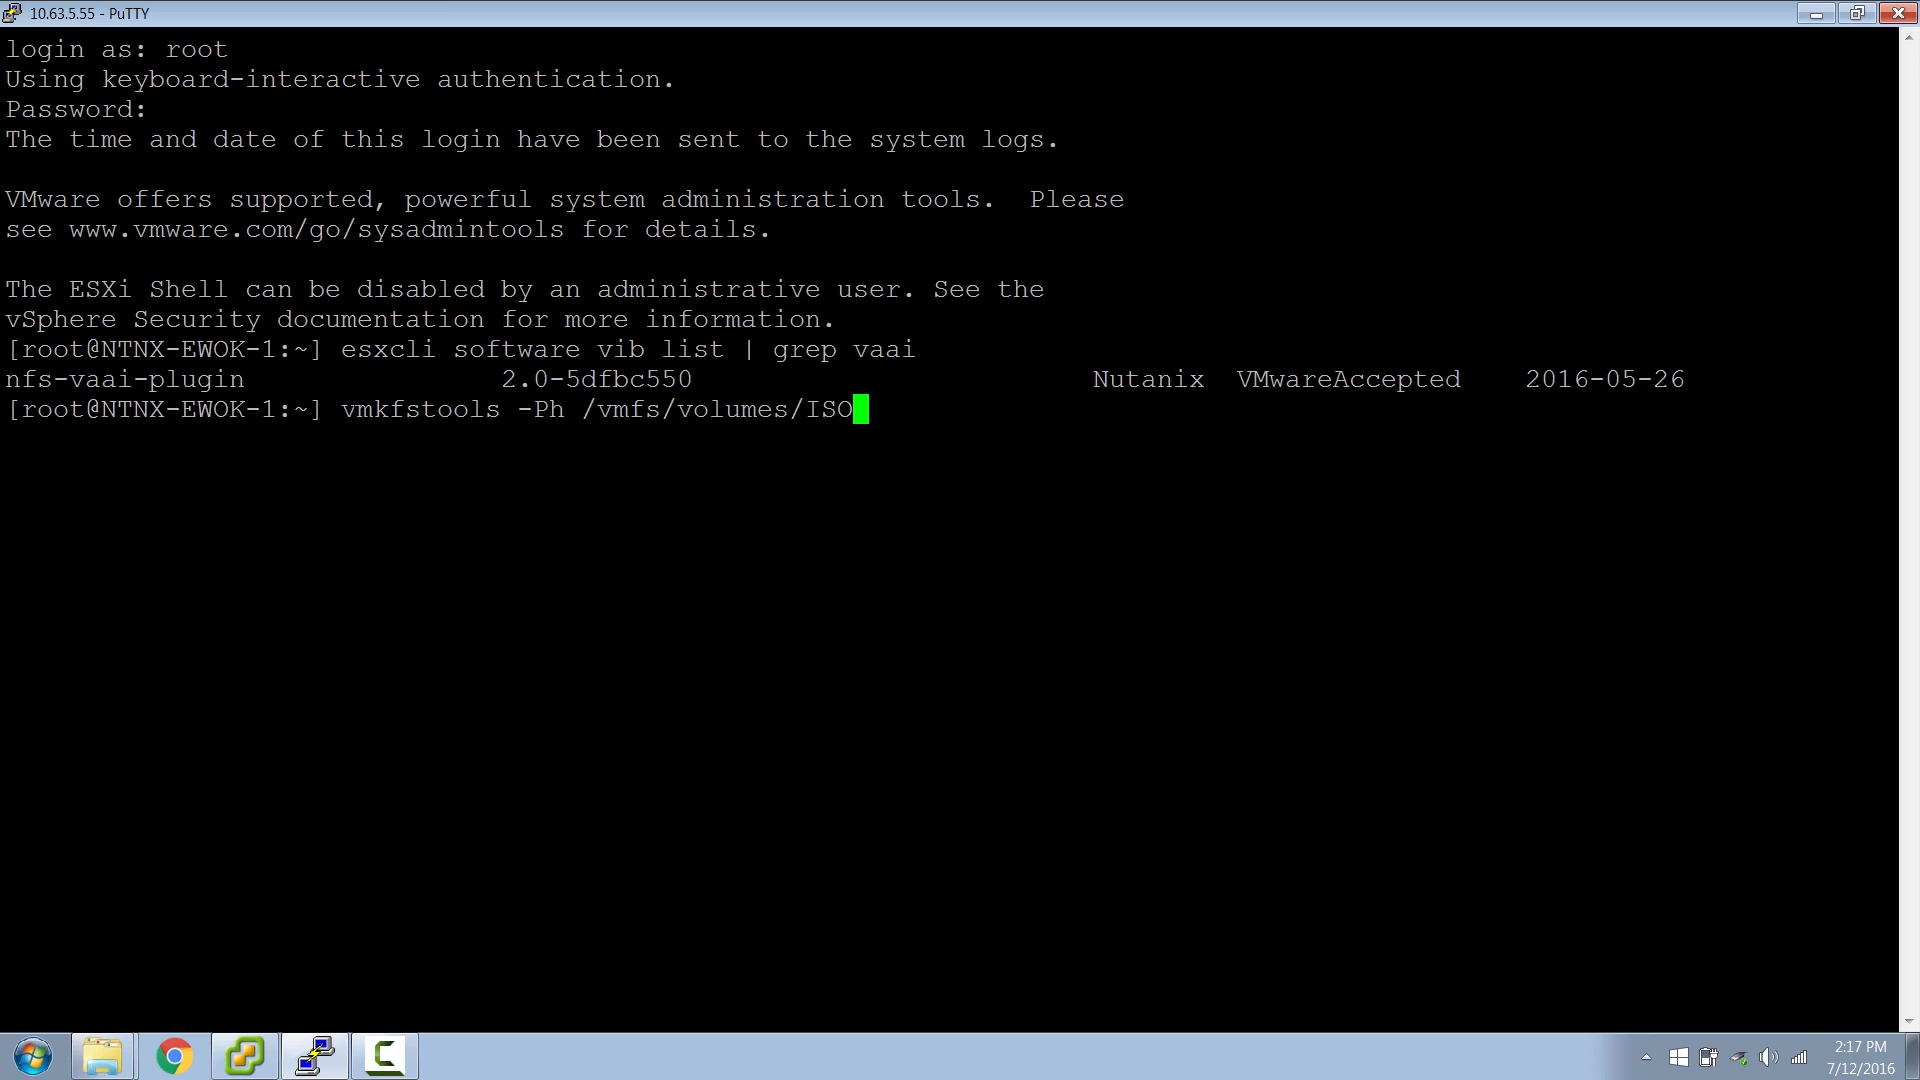 10.63.5.55 - PuTTY
login as: root
Using keyboard-interactive authentication.
Password:
The time and date of this login have been sent to the system logs.
VMware offers supported, powerful system administration tools.  Please
see www.vmware.com/go/sysadmintools for details.
The ESXi Shell can be disabled by an administrative user. See the
vSphere Security documentation for more information.
[root@NTNX-EWOK-1:~] esxcli software vib list | grep vaai
nfs-vaai-plugin                2.0-5dfbc550                         Nutanix  VMwareAccepted    2016-05-26
[root@NTNX-EWOK-1:~] vmkfstools -Ph /vmfs/volumes/ISO
2:17 PM
7/12/2016